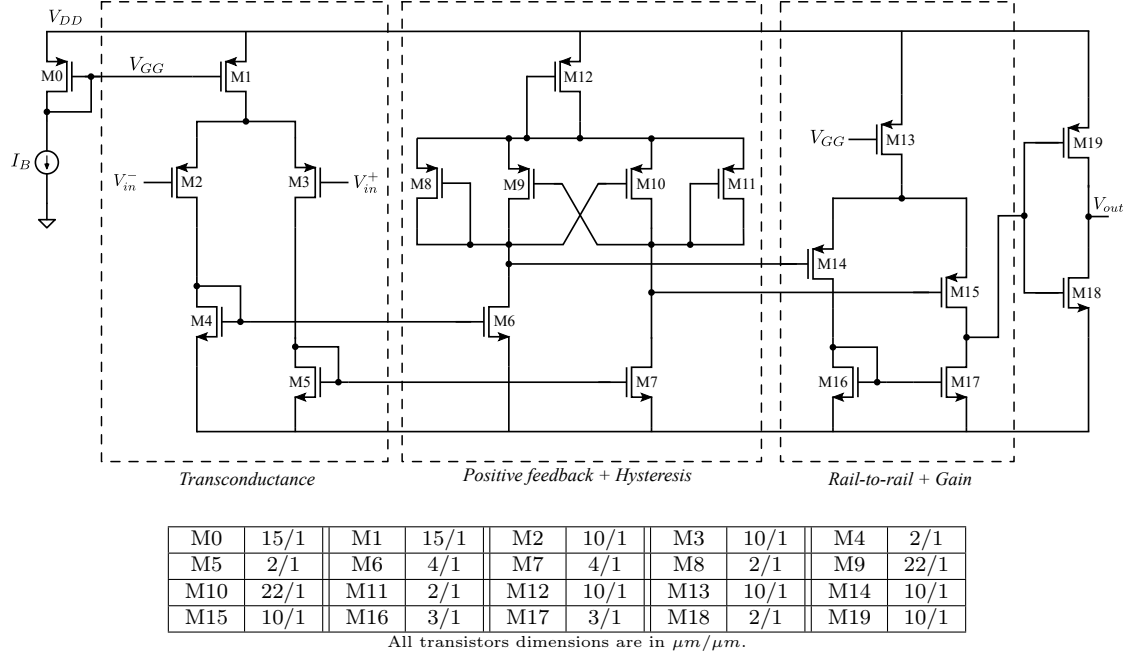 V_DD
M0
V_GG
M1
M12
I_B
V_in^-
M2
M3
V_in^+
M8
M9
M10
M11
V_GG
M13
M19
V_out
M14
M15
M18
M4
M6
M5
M7
M16
M17
Transconductance
Positive feedback + Hysteresis
Rail-to-rail + Gain
M0 15/1 M1 15/1 M2 10/1 M3 10/1 M4 2/1
M5 2/1 M6 4/1 M7 4/1 M8 2/1 M9 22/1
M10 22/1 M11 2/1 M12 10/1 M13 10/1 M14 10/1
M15 10/1 M16 3/1 M17 3/1 M18 2/1 M19 10/1
All transistors dimensions are in μm/μm.